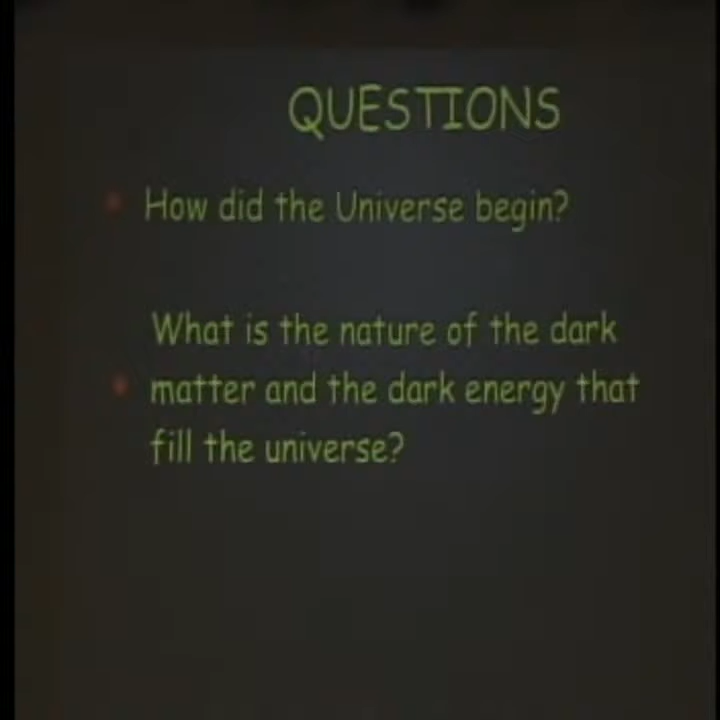 QUESTIONS
How did the Universe begin?
What is the nature of the dark
matter and the dark energy that
fill the universe?